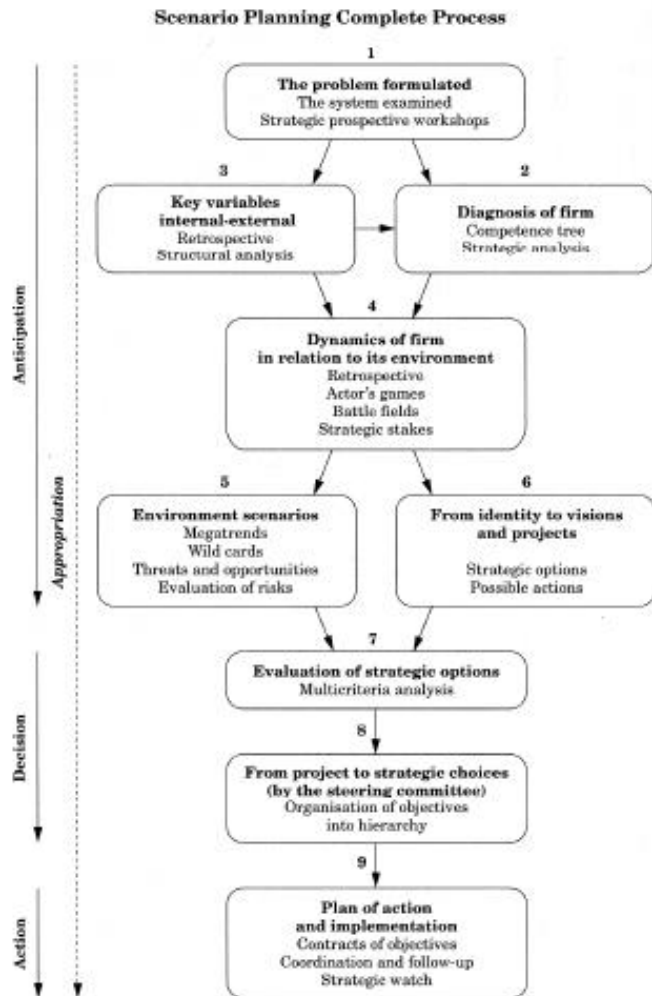 Scenario Planning Complete Process
1
The problem formulated
The system examined
Strategic prospective workshops
3
Key variables
internal-external
Retrospective
Structural analysis
2
Diagnosis of firm
Competence tree
Strategic analysis
4
Dynamics of firm
in relation to its environment
Retrospective
Actor's games
Battle fields
Strategic stakes
5
Environment scenarios
Megatrends
Wild cards
Threats and opportunities
Evaluation of risks
6
From identity to visions
and projects
Strategic options
Possible actions
7
Evaluation of strategic options
Multicriteria analysis
8
From project to strategic choices
(by the steering committee)
Organisation of objectives
into hierarchy
9
Plan of action
and implementation
Contracts of objectives
Coordination and follow-up
Strategic watch
Anticipation
Appropriation
Decision
Action